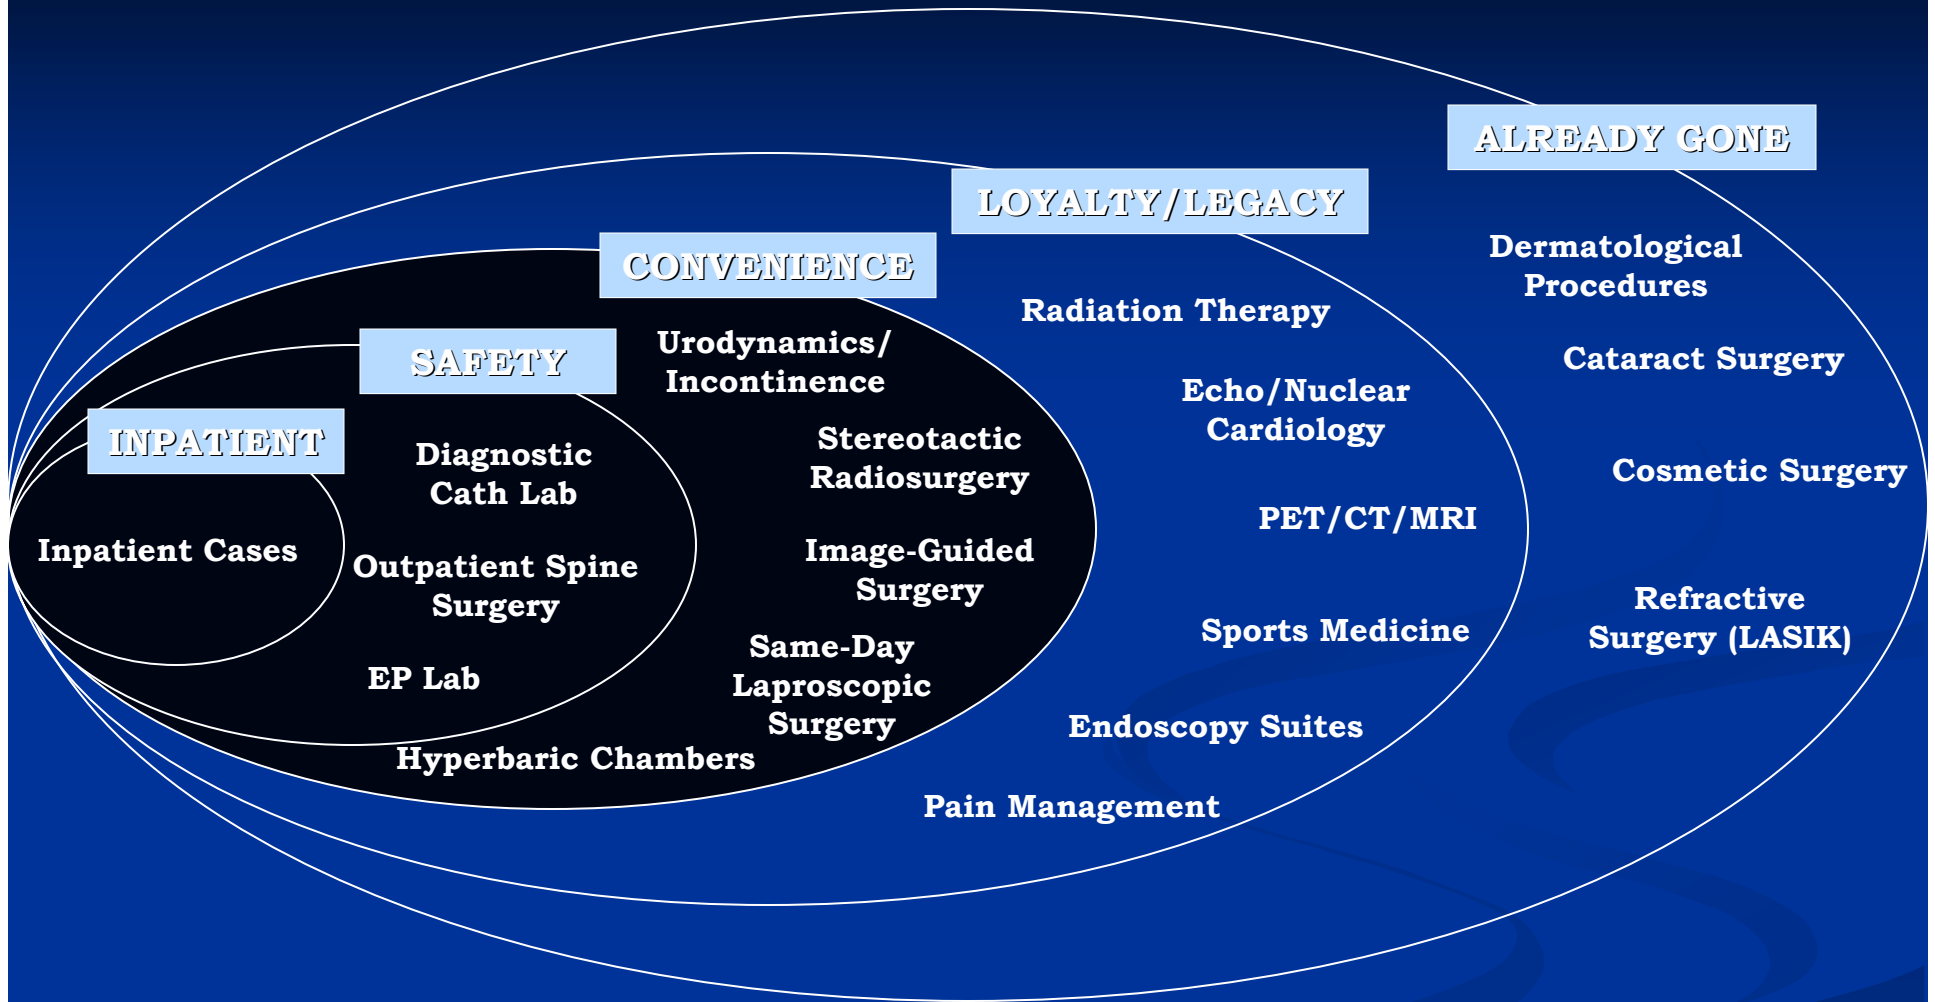 INPATIENT
Inpatient Cases
SAFETY
Diagnostic
Cath Lab
Outpatient Spine
Surgery
EP Lab
CONVENIENCE
Urodynamics/
Incontinence
Stereotactic
Radiosurgery
Image-Guided
Surgery
Same-Day
Laproscopic
Surgery
Hyperbaric Chambers
LOYALTY/LEGACY
Radiation Therapy
Echo/Nuclear
Cardiology
PET/CT/MRI
Sports Medicine
Endoscopy Suites
Pain Management
ALREADY GONE
Dermatological
Procedures
Cataract Surgery
Cosmetic Surgery
Refractive
Surgery (LASIK)